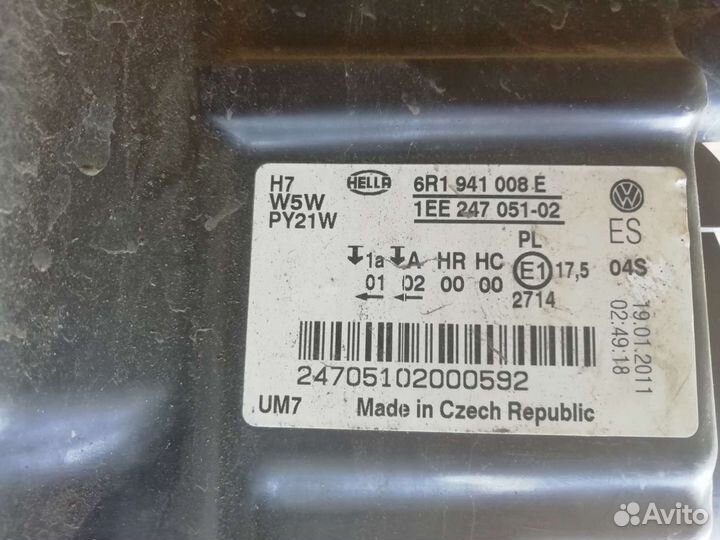 H7
W5W
PY21W
HELLA
6R1 941 008 E
1EE 247 051-02
ES
PL
1a A HR HC
E1 17,5
04S
01 02 00 00
2714
19.01.2011
02:49:18
24705102000592
UM7
Made in Czech Republic
Avito